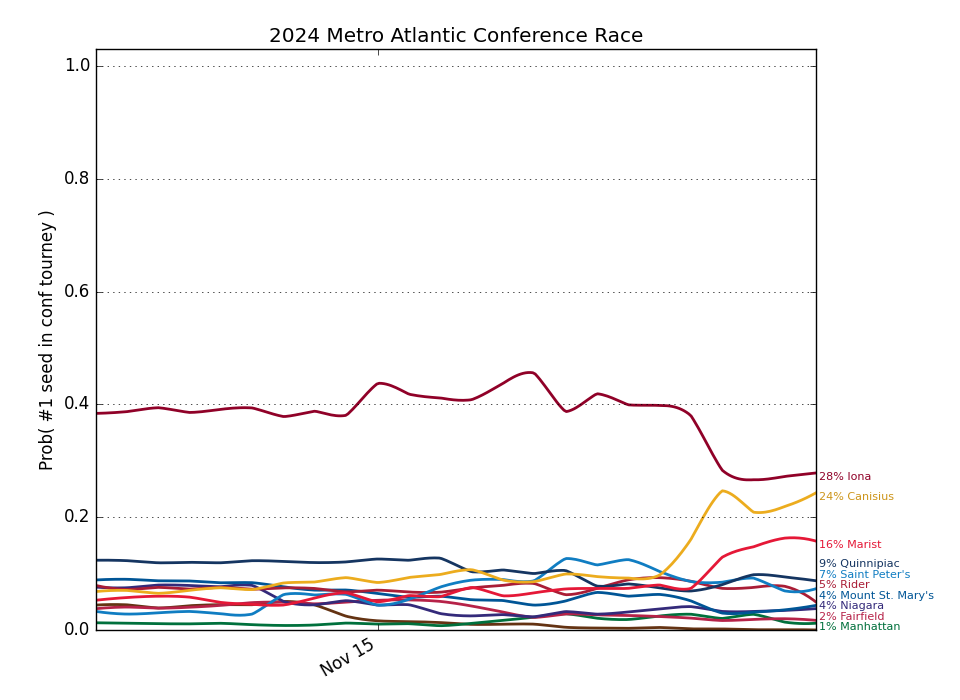 2024 Metro Atlantic Conference Race
Prob( #1 seed in conf tourney )
1.0
0.8
0.6
0.4
0.2
0.0
Nov 15
28% Iona
24% Canisius
16% Marist
9% Quinnipiac
7% Saint Peter's
5% Rider
4% Mount St. Mary's
4% Niagara
2% Fairfield
1% Manhattan